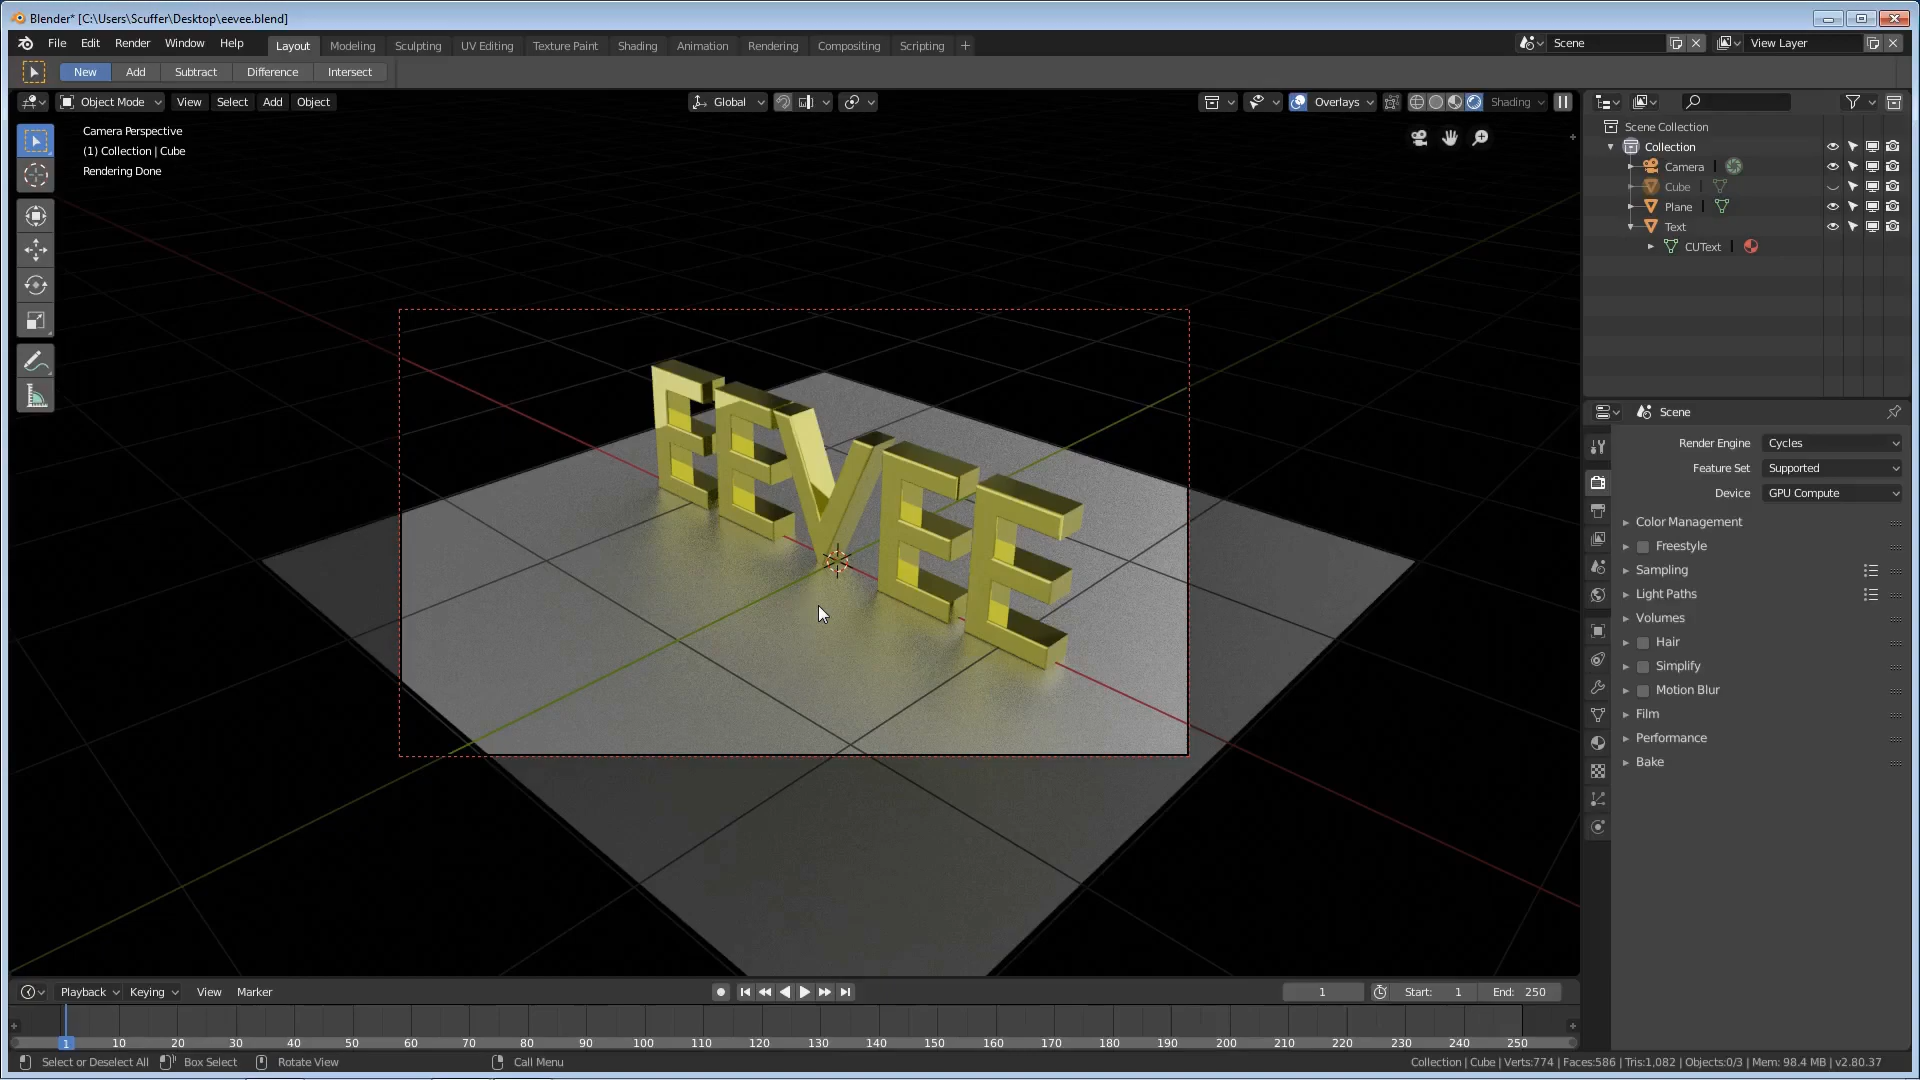 Blender* [C:\Users\Scuffer\Desktop\eevee.blend]
File Edit Render Window Help Layout Modeling Sculpting UV Editing Texture Paint Shading Animation Rendering Compositing Scripting + Scene View Layer
New Add Subtract Difference Intersect
Object Mode View Select Add Object Global Overlays Shading
Camera Perspective
(1) Collection | Cube
Rendering Done
EEVEE
Scene Collection
Collection
Camera
Cube
Plane
Text
CUText
Scene
Render Engine Cycles
Feature Set Supported
Device GPU Compute
Color Management
Freestyle
Sampling
Light Paths
Volumes
Hair
Simplify
Motion Blur
Film
Performance
Bake
Playback Keying View Marker 1 Start: 1 End: 250
1 10 20 30 40 50 60 70 80 90 100 110 120 130 140 150 160 170 180 190 200 210 220 230 240 250
Select or Deselect All Box Select Rotate View Call Menu Collection | Cube | Verts:774 | Faces:586 | Tris:1,082 | Objects:0/3 | Mem: 98.4 MB | v2.80.37